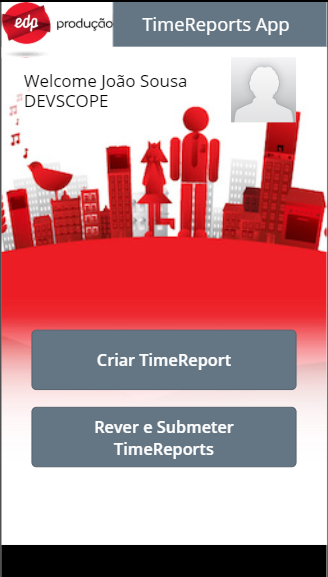 edp produção
TimeReports App
Welcome João Sousa
DEVSCOPE
Criar TimeReport
Rever e Submeter
TimeReports